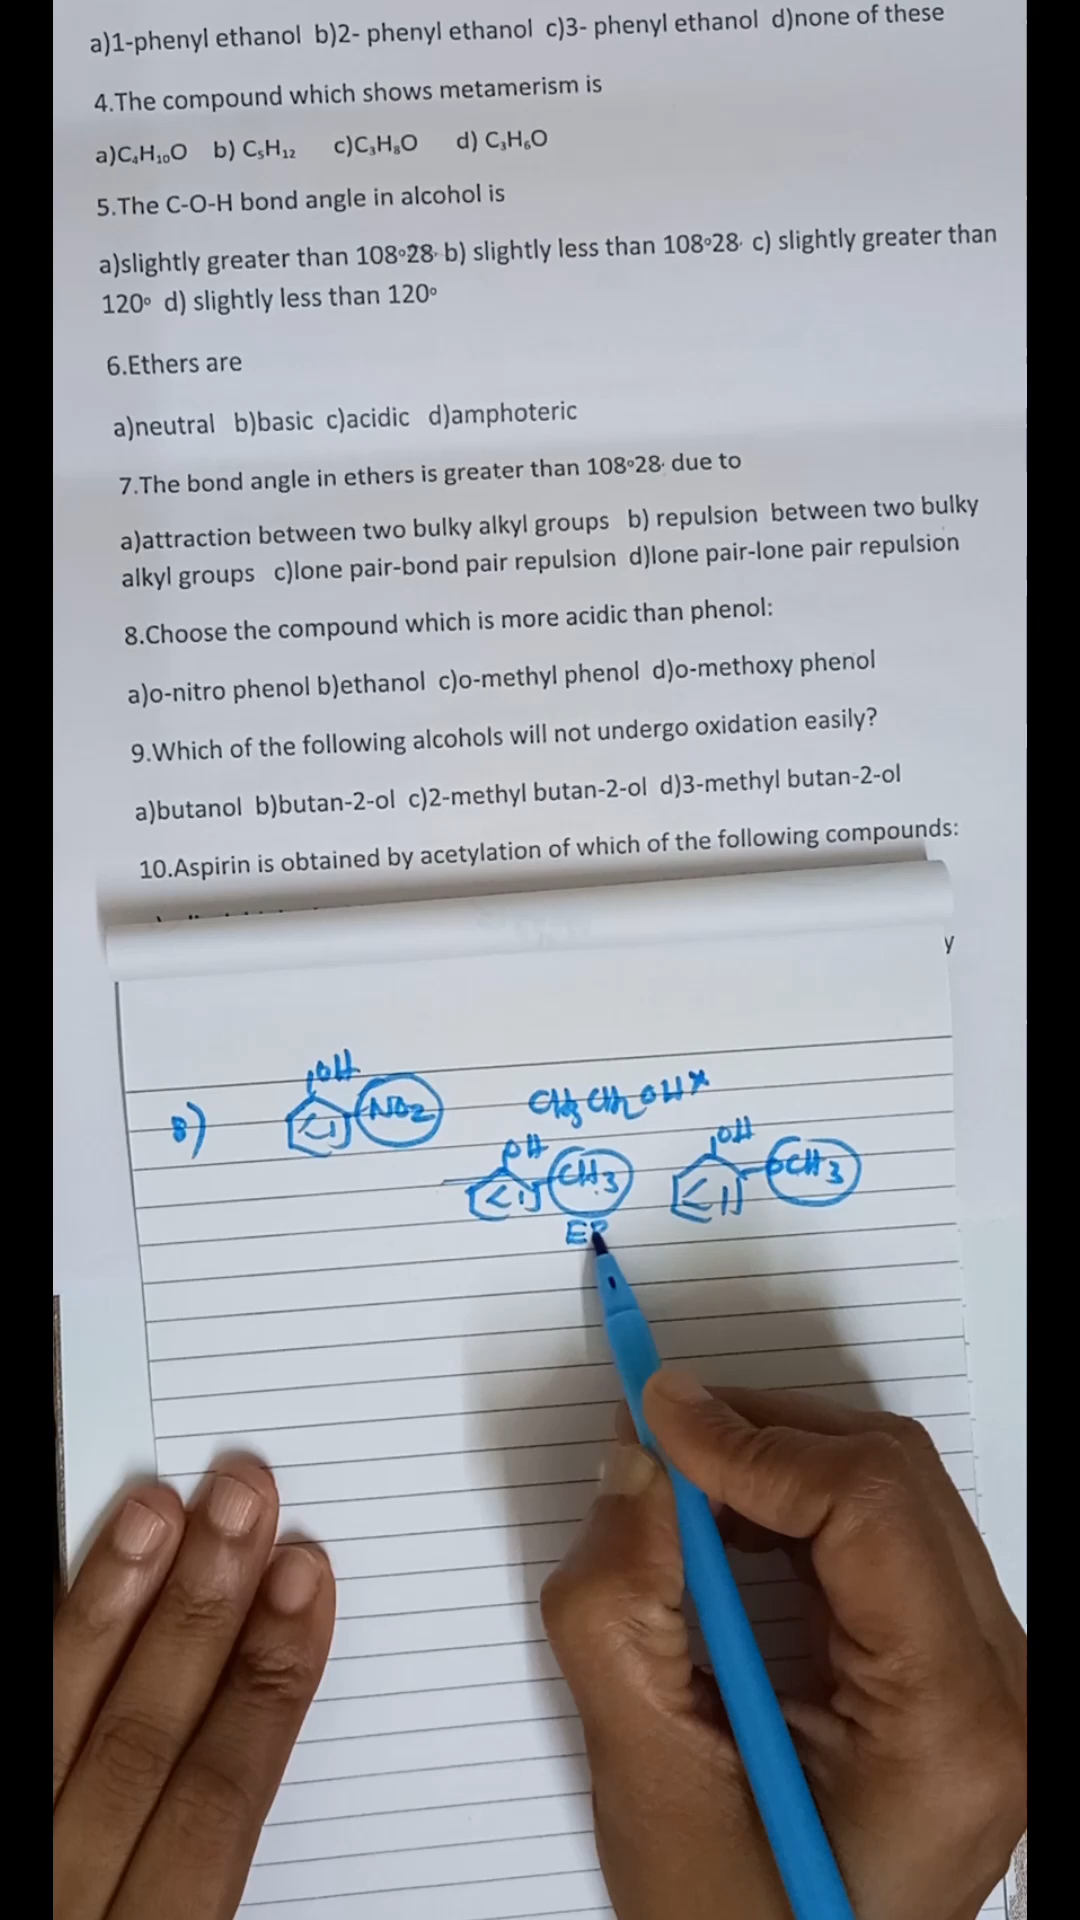 a)1-phenyl ethanol b)2- phenyl ethanol c)3- phenyl ethanol d)none of these
4.The compound which shows metamerism is
a)C₄H₁₀O b) C₅H₁₂ c)C₃H₈O d) C₃H₆O
5.The C-O-H bond angle in alcohol is
a)slightly greater than 108°28' b) slightly less than 108°28' c) slightly greater than
120° d) slightly less than 120°
6.Ethers are
a)neutral b)basic c)acidic d)amphoteric
7.The bond angle in ethers is greater than 108°28' due to
a)attraction between two bulky alkyl groups b) repulsion between two bulky
alkyl groups c)lone pair-bond pair repulsion d)lone pair-lone pair repulsion
8.Choose the compound which is more acidic than phenol:
a)o-nitro phenol b)ethanol c)o-methyl phenol d)o-methoxy phenol
9.Which of the following alcohols will not undergo oxidation easily?
a)butanol b)butan-2-ol c)2-methyl butan-2-ol d)3-methyl butan-2-ol
10.Aspirin is obtained by acetylation of which of the following compounds:
y
8) OH NO₂ CH₃CH₂OH×
OH CH₃ OH OCH₃